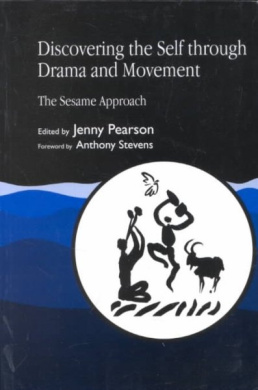 Discovering the Self through
Drama and Movement
The Sesame Approach
Edited by Jenny Pearson
Foreword by Anthony Stevens